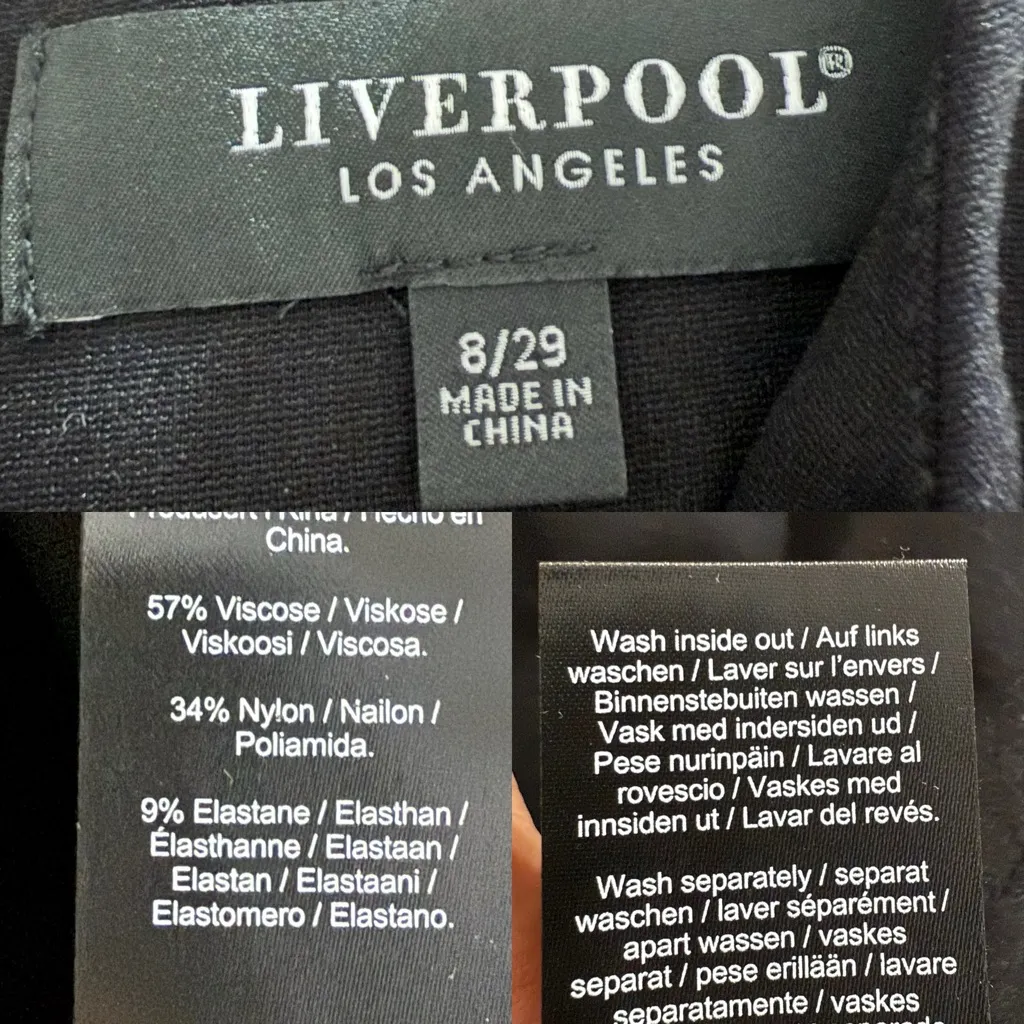 LIVERPOOL®
LOS ANGELES
8/29
MADE IN
CHINA
/ Hecho en
China.
57% Viscose / Viskose /
Viskoosi / Viscosa.
34% Nylon / Nailon /
Poliamida.
9% Elastane / Elasthan /
Élasthanne / Elastaan /
Elastan / Elastaani /
Elastomero / Elastano.
Wash inside out / Auf links
waschen / Laver sur l'envers /
Binnenstebuiten wassen /
Vask med indersiden ud /
Pese nurinpäin / Lavare al
rovescio / Vaskes med
innsiden ut / Lavar del revés.
Wash separately / separat
waschen / laver séparément /
apart wassen / vaskes
separat / pese erillään / lavare
separatamente / vaskes